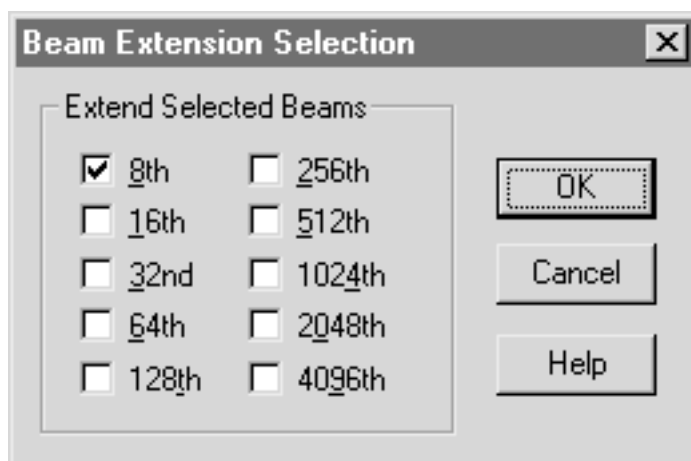 Beam Extension Selection
Extend Selected Beams
8th 256th
16th 512th
32nd 1024th
64th 2048th
128th 4096th
OK
Cancel
Help